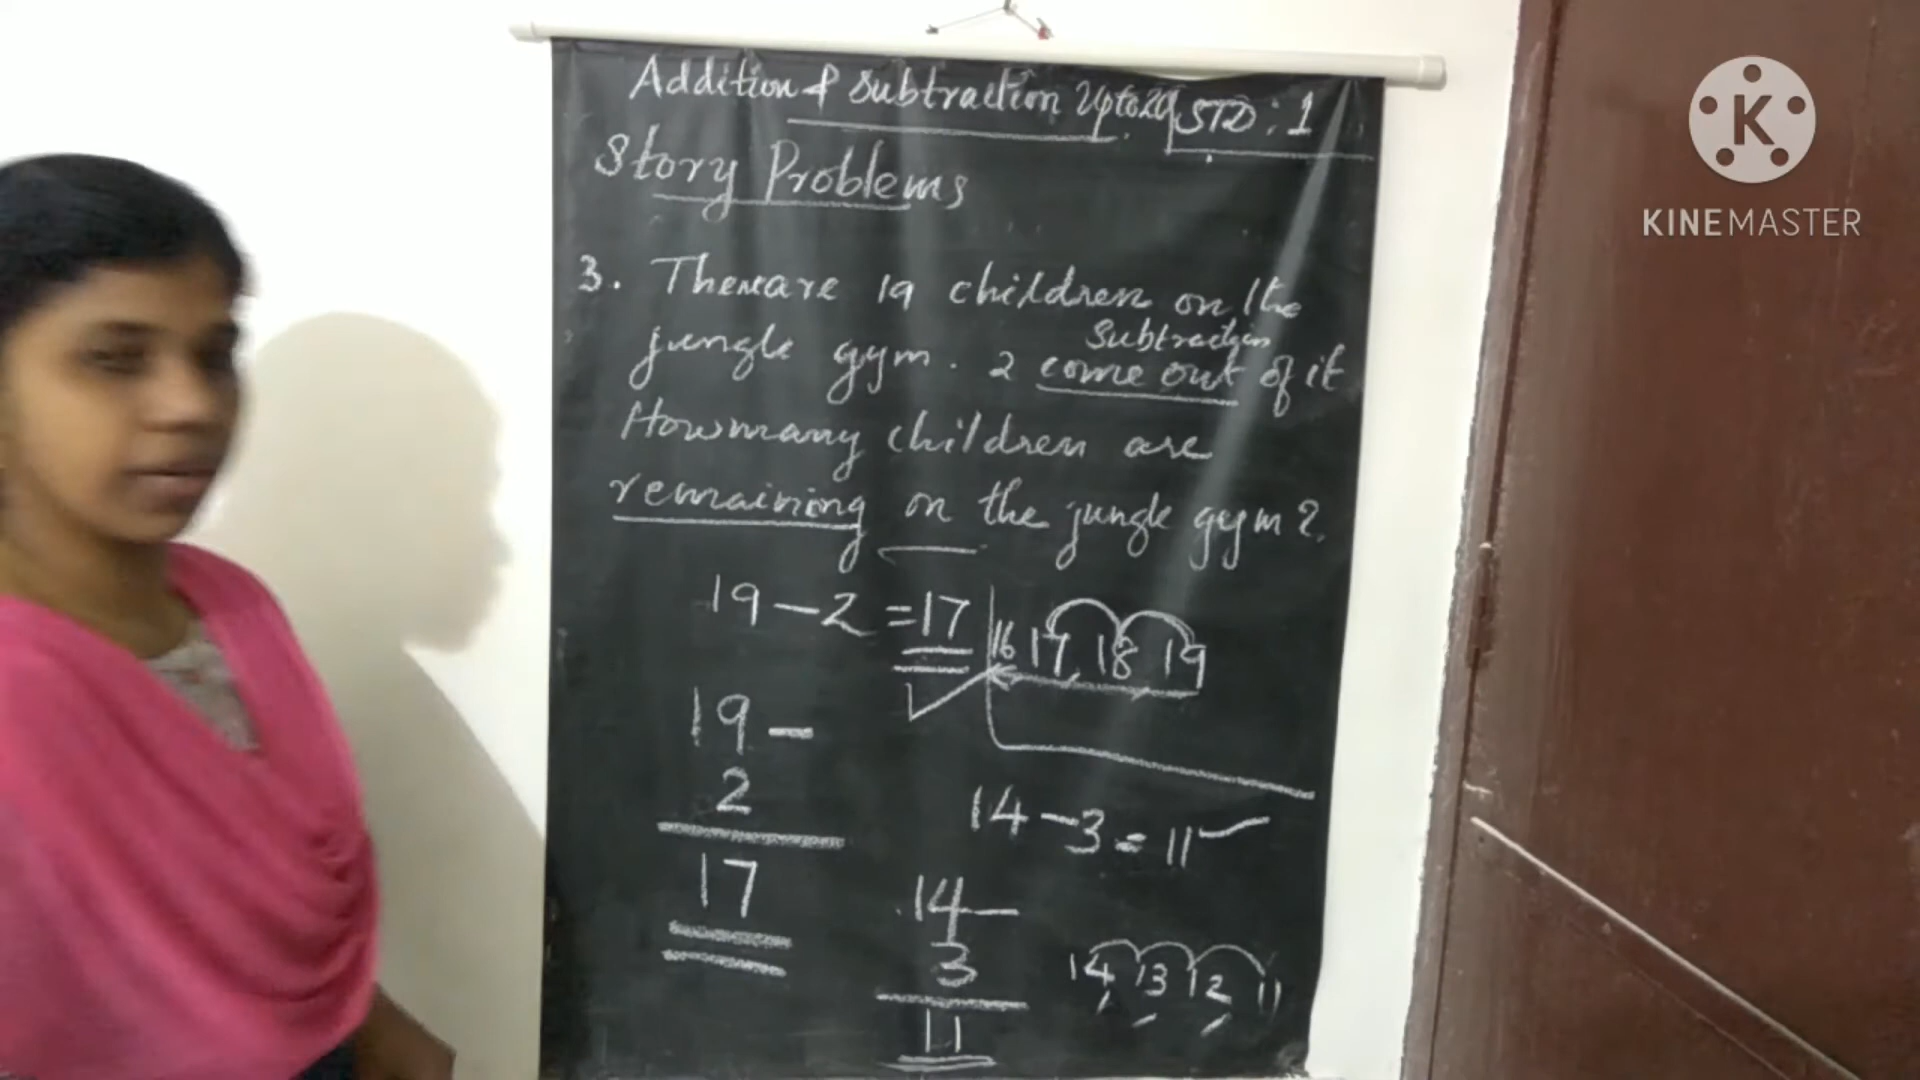 Addition & Subtraction Upto 20 STD : 1
Story Problems
3. There are 19 children on the
jungle gym. 2 come out of it
Subtraction
How many children are
remaining on the jungle gym?
19 - 2 = 17
16 17 18 19
19 -
2
17
14 - 3 = 11
14 -
3
11
14 13 12 11
K
KINEMASTER